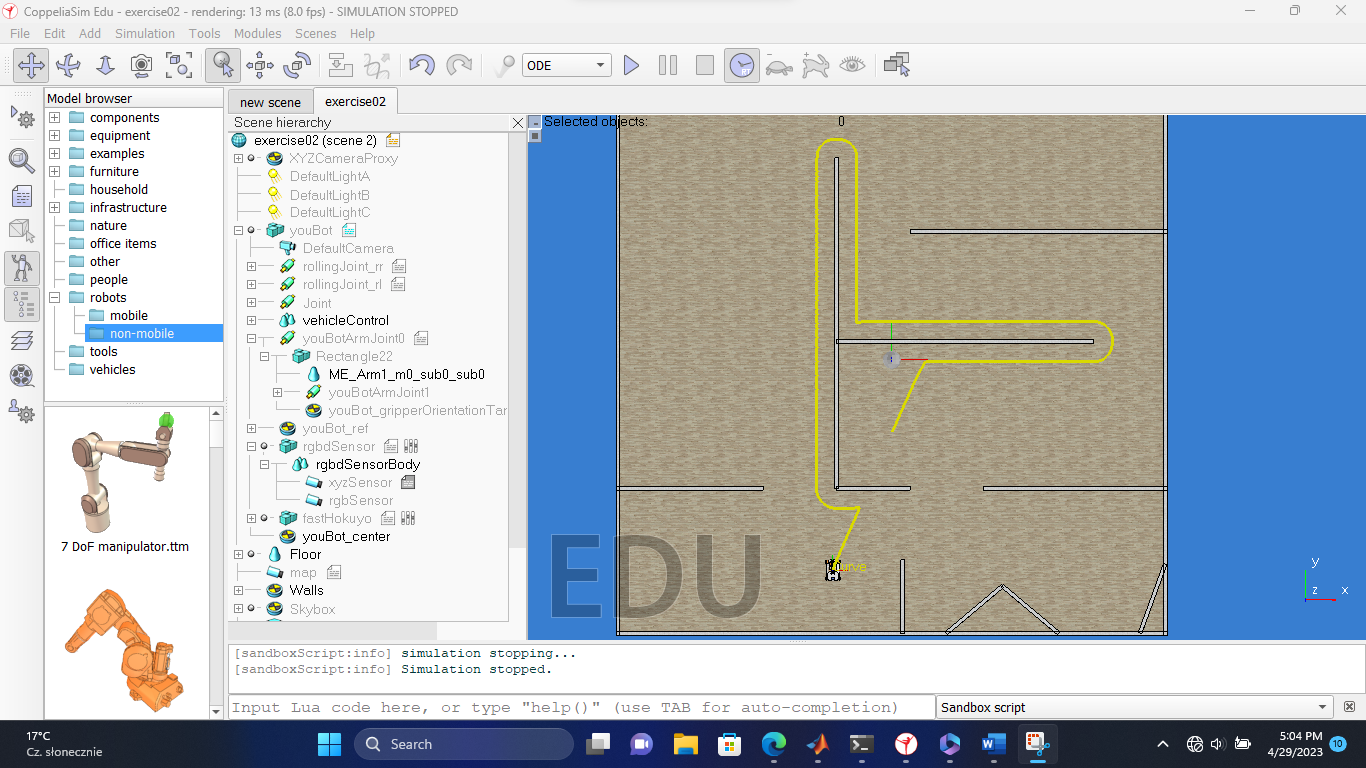 CoppeliaSim Edu - exercise02 - rendering: 13 ms (8.0 fps) - SIMULATION STOPPED
File Edit Add Simulation Tools Modules Scenes Help
ODE
Model browser
components
equipment
examples
furniture
household
infrastructure
nature
office items
other
people
robots
mobile
non-mobile
tools
vehicles
7 DoF manipulator.ttm
new scene exercise02
Scene hierarchy
exercise02 (scene 2)
XYZCameraProxy
DefaultLightA
DefaultLightB
DefaultLightC
youBot
DefaultCamera
rollingJoint_rr
rollingJoint_rl
Joint
vehicleControl
youBotArmJoint0
Rectangle22
ME_Arm1_m0_sub0_sub0
youBotArmJoint1
youBot_gripperOrientationTar
youBot_ref
rgbdSensor
rgbdSensorBody
xyzSensor
rgbSensor
fastHokuyo
youBot_center
Floor
map
Walls
Skybox
Selected objects: 0
EDU
y
z x
[sandboxScript:info] simulation stopping...
[sandboxScript:info] Simulation stopped.
Input Lua code here, or type "help()" (use TAB for auto-completion)
Sandbox script
17°C
Cz. słonecznie
Search
5:04 PM
4/29/2023
10